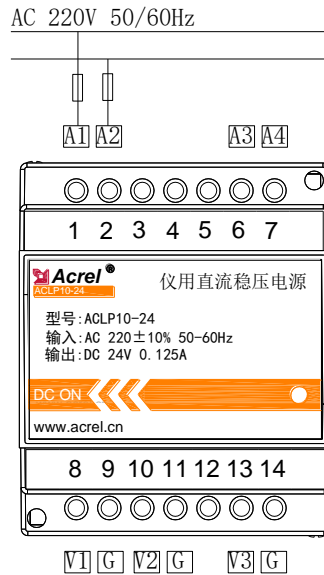 AC 220V 50/60Hz
A1 A2 A3 A4
1 2 3 4 5 6 7
Acrel ® 仪用直流稳压电源
ACLP10-24
型号:ACLP10-24
输入:AC 220±10% 50-60Hz
输出:DC 24V 0.125A
DC ON
www.acrel.cn
8 9 10 11 12 13 14
V1 G V2 G V3 G